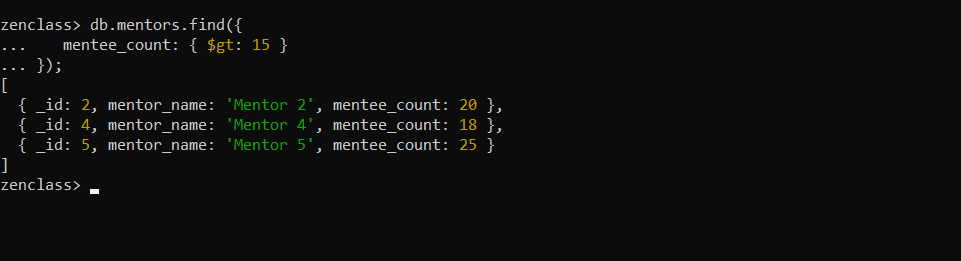 zenclass> db.mentors.find({
...    mentee_count: { $gt: 15 }
... });
[
  { _id: 2, mentor_name: 'Mentor 2', mentee_count: 20 },
  { _id: 4, mentor_name: 'Mentor 4', mentee_count: 18 },
  { _id: 5, mentor_name: 'Mentor 5', mentee_count: 25 }
]
zenclass>